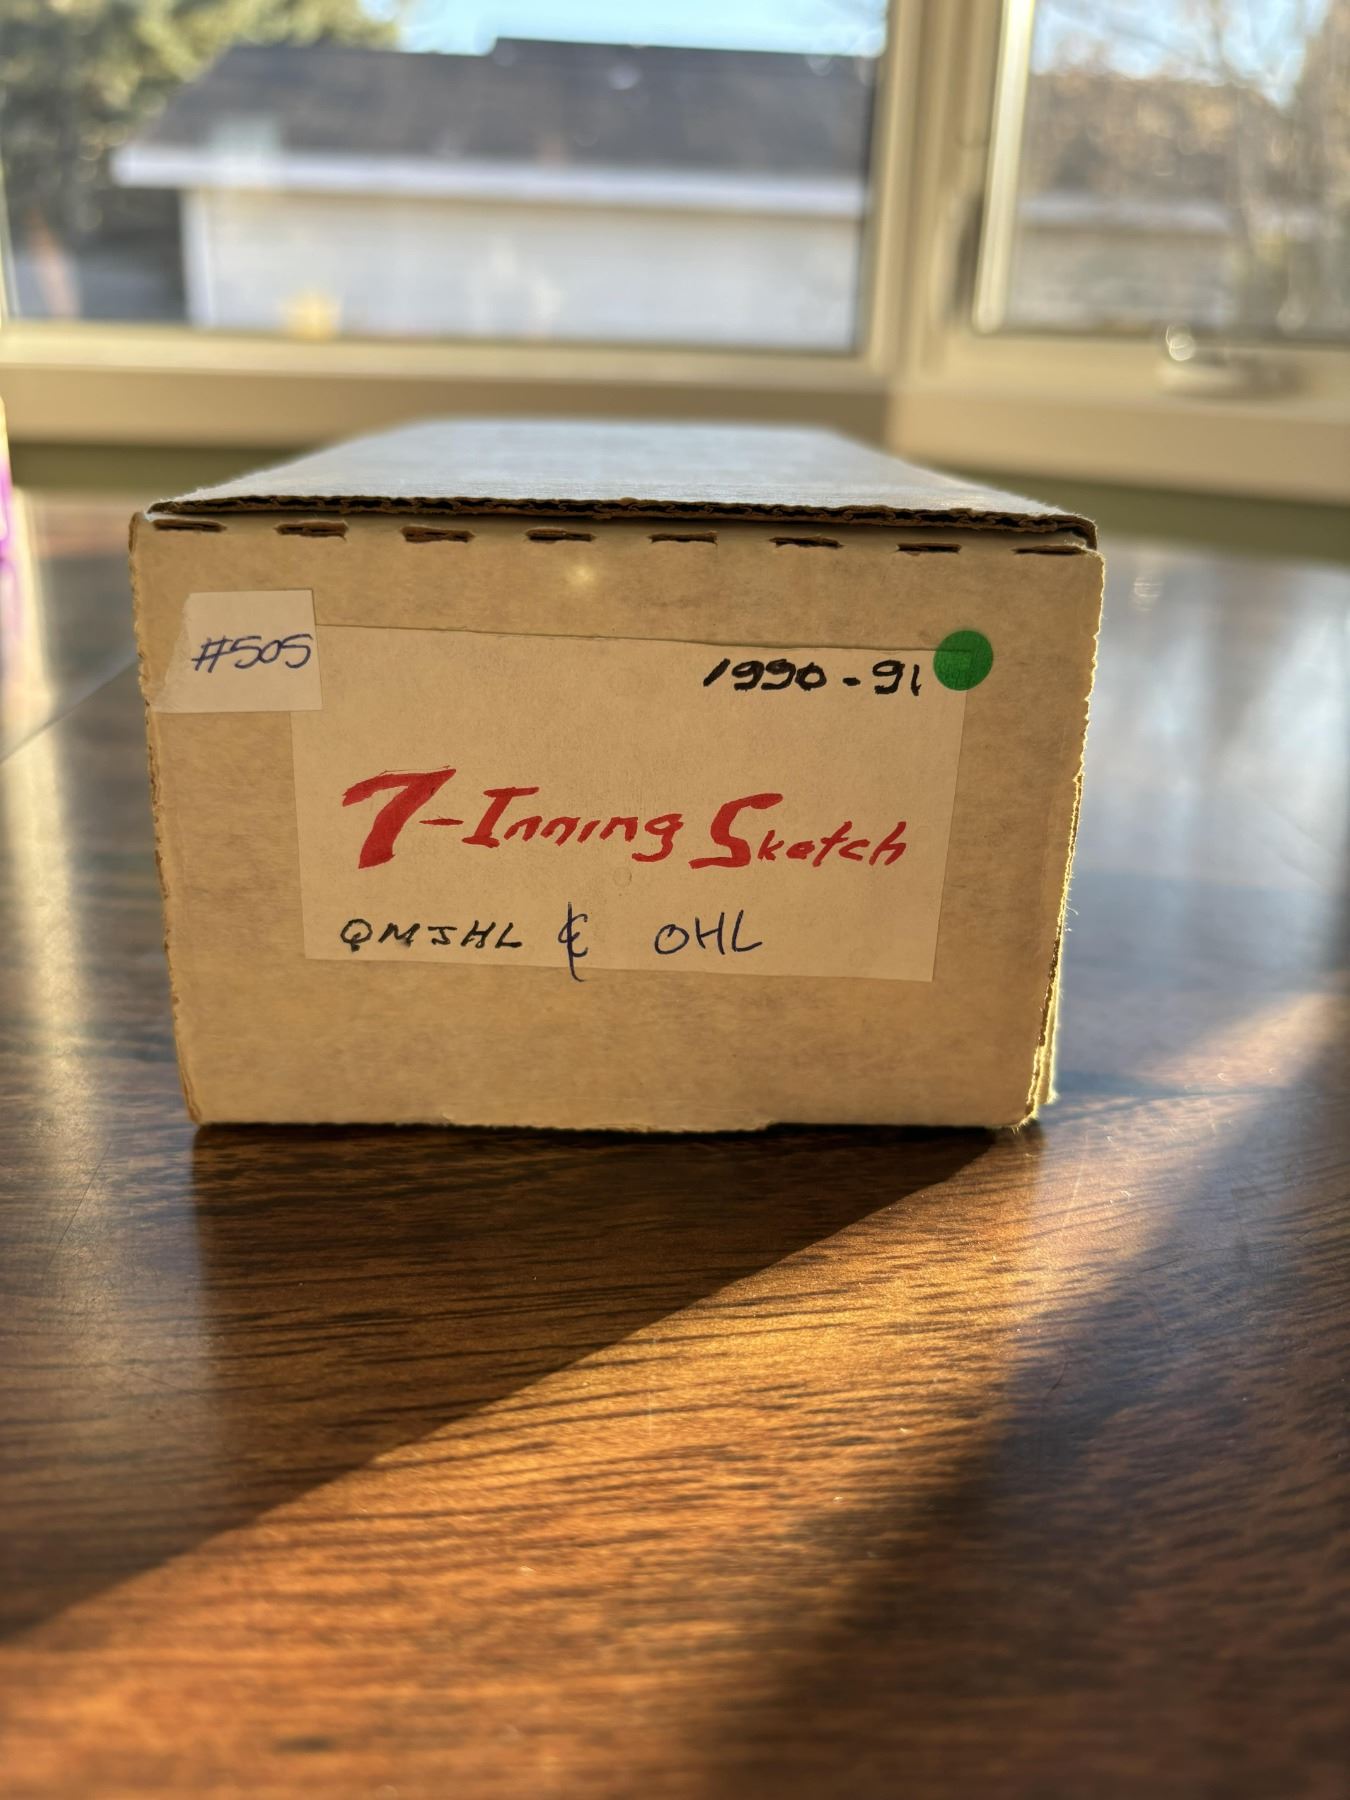 #505
1990-91
7-Inning Sketch
QMJHL & OHL